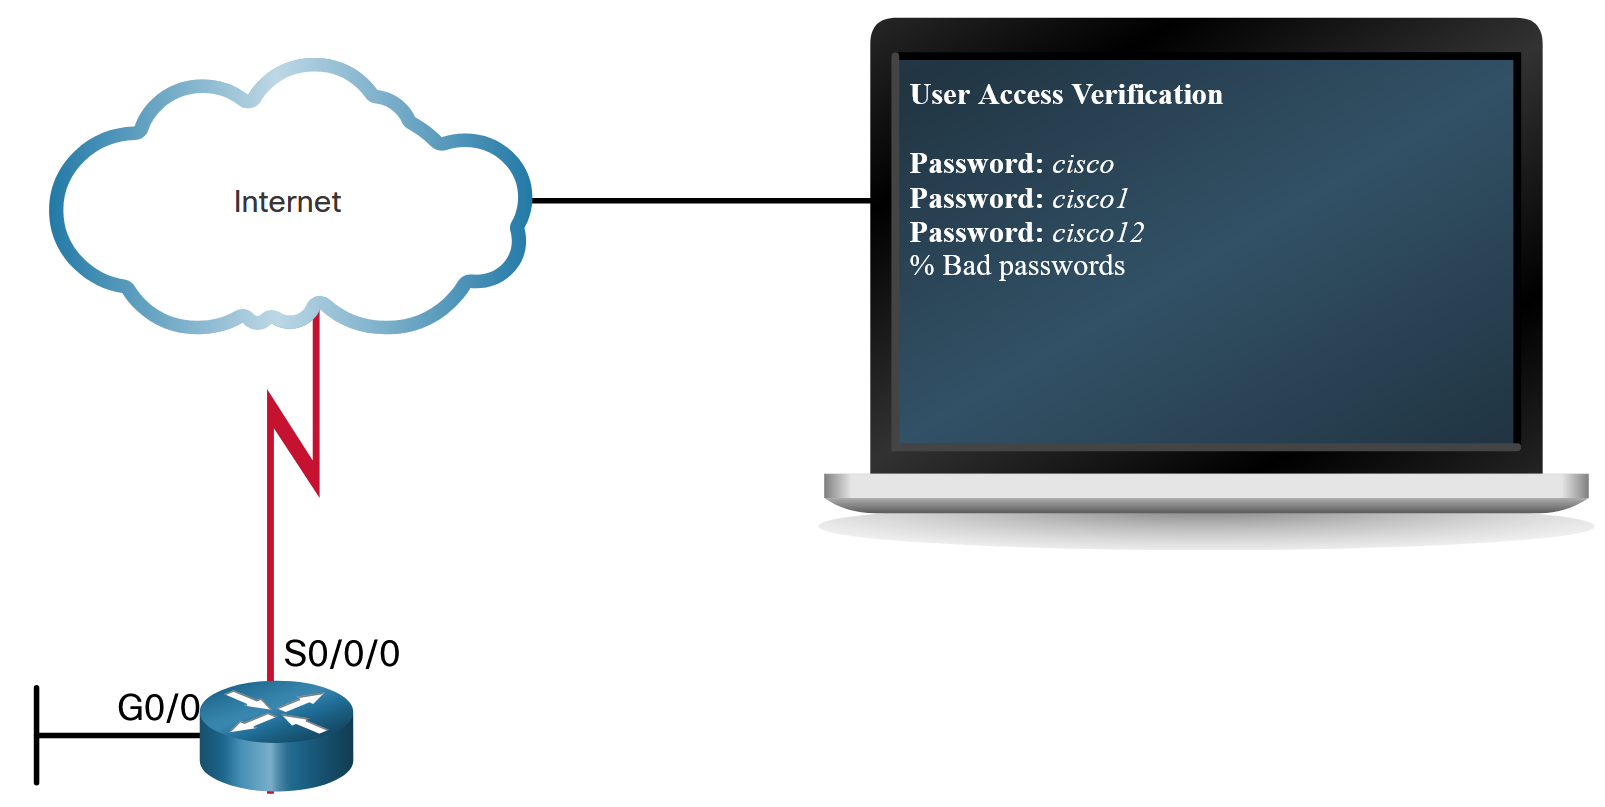 User Access Verification
Password: cisco
Password: cisco1
Password: cisco12
% Bad passwords
Internet
S0/0/0
G0/0